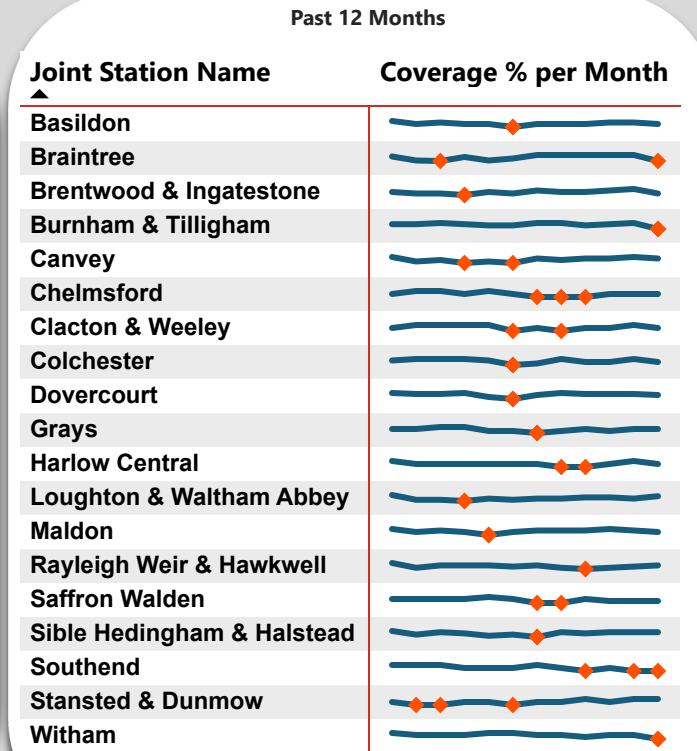 Past 12 Months
Joint Station Name Coverage % per Month
Basildon
Braintree
Brentwood & Ingatestone
Burnham & Tilligham
Canvey
Chelmsford
Clacton & Weeley
Colchester
Dovercourt
Grays
Harlow Central
Loughton & Waltham Abbey
Maldon
Rayleigh Weir & Hawkwell
Saffron Walden
Sible Hedingham & Halstead
Southend
Stansted & Dunmow
Witham